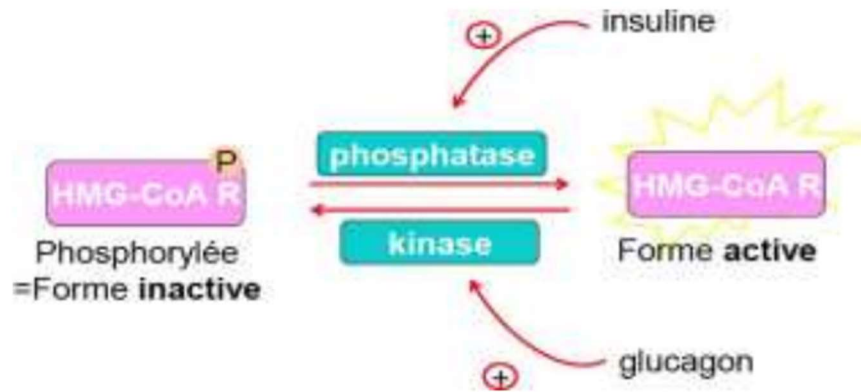 insuline
+
phosphatase
P
HMG-CoA R
HMG-CoA R
kinase
Phosphorylée
=Forme inactive
Forme active
glucagon
+